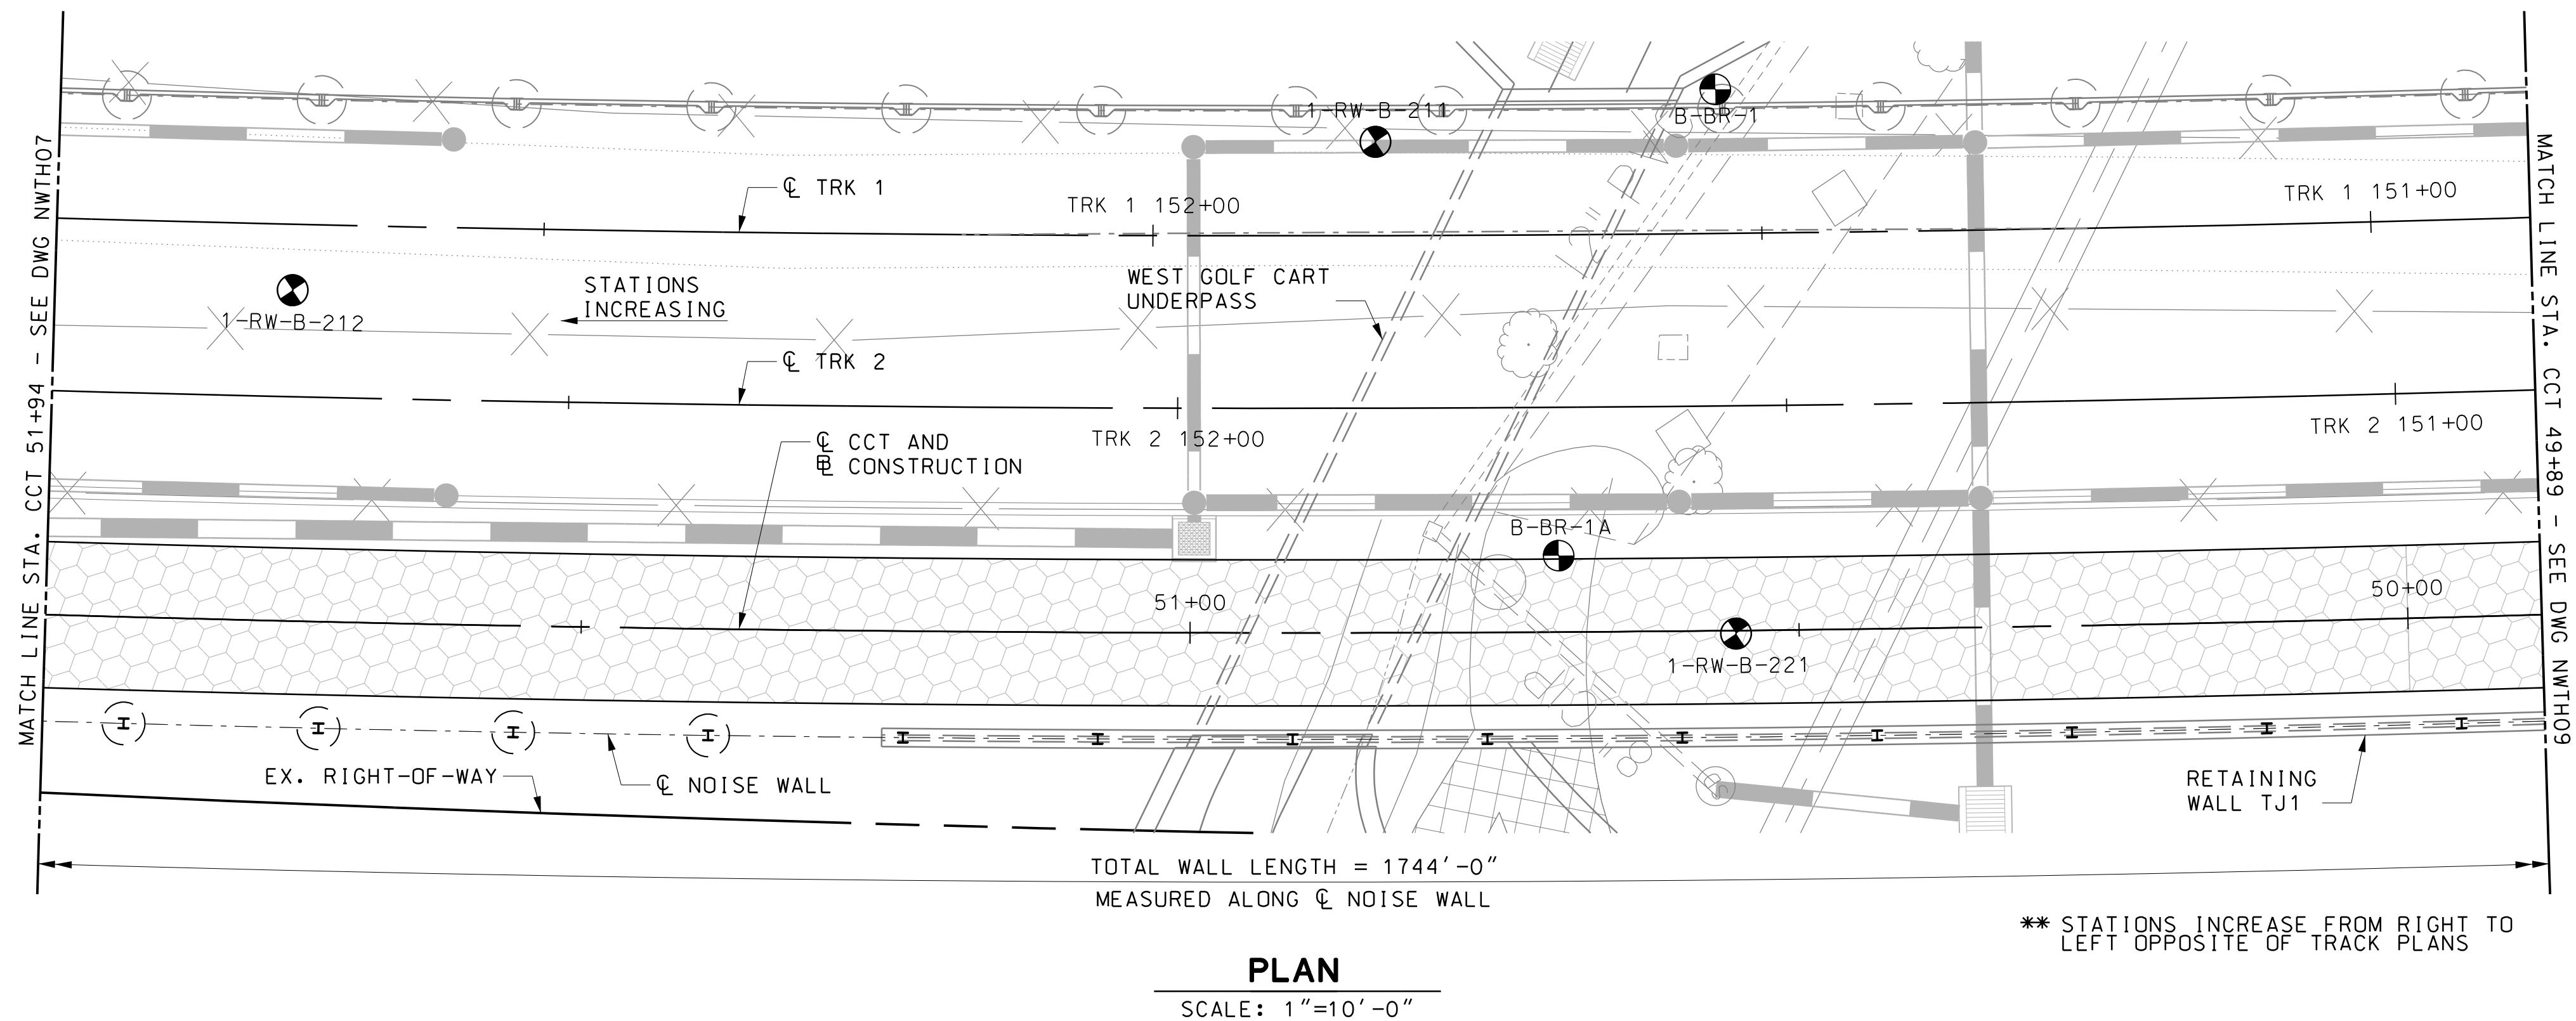 1-RW-B-211
B-BR-1
℄ TRK 1
TRK 1 152+00
TRK 1 151+00
MATCH LINE STA. CCT 51+94 - SEE DWG NWTH07
MATCH LINE STA. CCT 49+89 - SEE DWG NWTH09
STATIONS
INCREASING
WEST GOLF CART
UNDERPASS
1-RW-B-212
℄ TRK 2
TRK 2 152+00
TRK 2 151+00
℄ CCT AND
CONSTRUCTION
B-BR-1A
51+00
50+00
1-RW-B-221
EX. RIGHT-OF-WAY
℄ NOISE WALL
RETAINING
WALL TJ1
TOTAL WALL LENGTH = 1744'-0"
MEASURED ALONG ℄ NOISE WALL
** STATIONS INCREASE FROM RIGHT TO
LEFT OPPOSITE OF TRACK PLANS
PLAN
SCALE: 1"=10'-0"